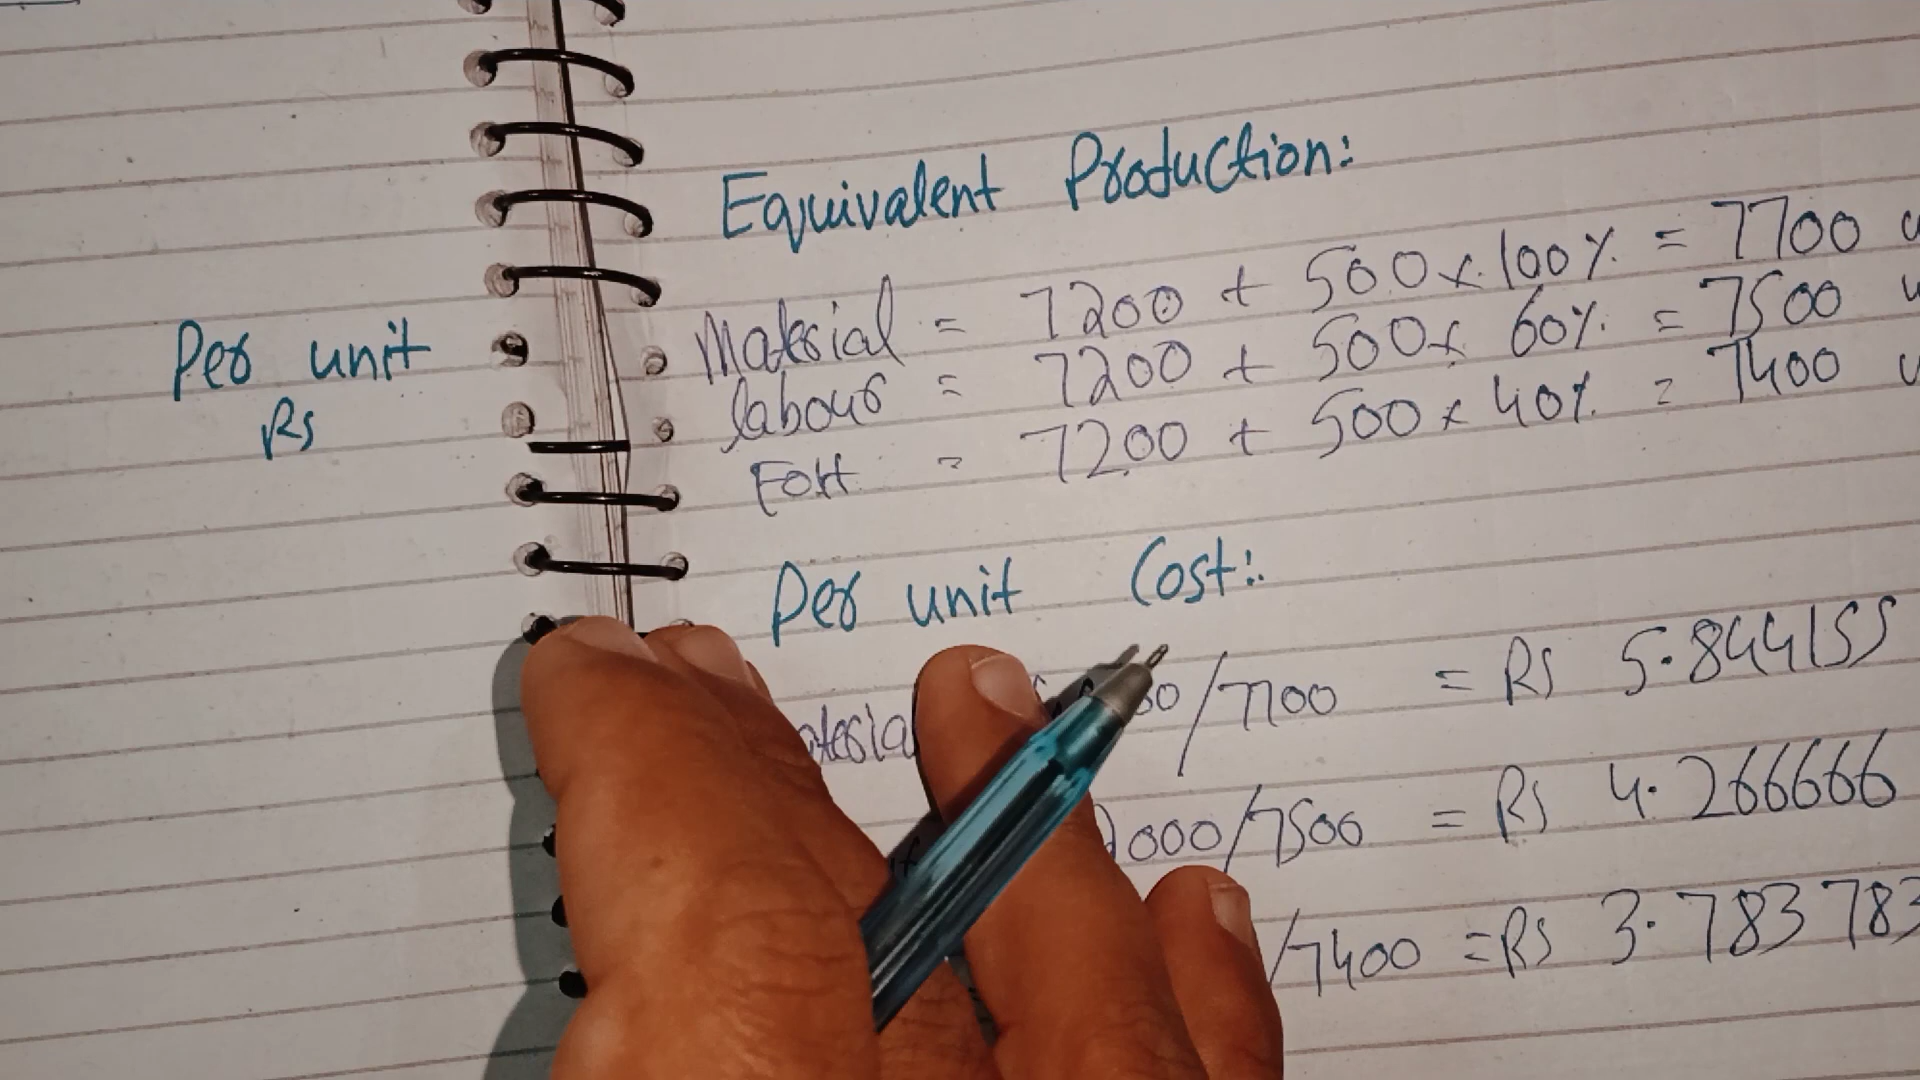 Per unit
Rs
Equivalent Production:
Material = 7200 + 500 x 100% = 7700 u
labour = 7200 + 500 x 60% = 7500 u
FOH = 7200 + 500 x 40% = 7400 u
Per unit Cost:
/7700 = Rs 5.844155
000/7500 = Rs 4.266666
/7400 = Rs 3.783783